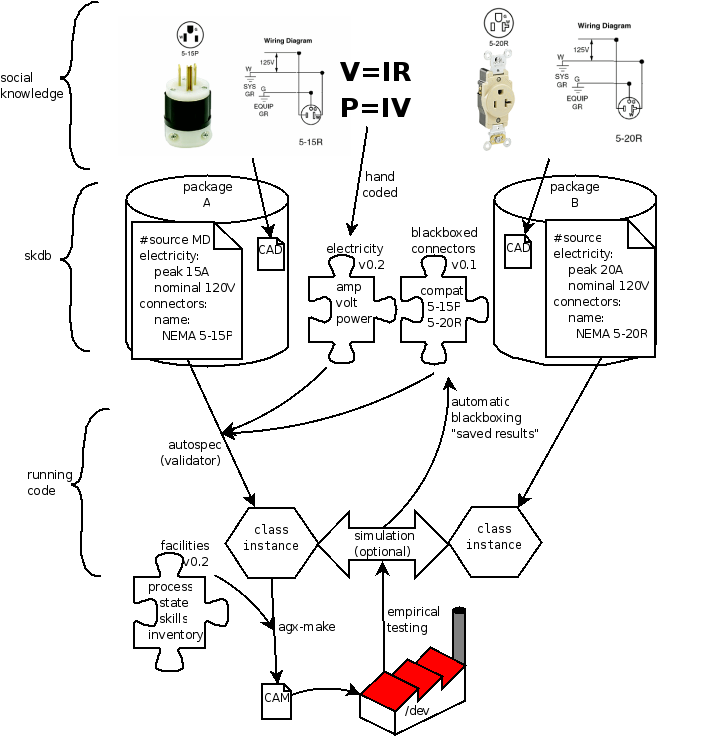 social
knowledge
5-15P
Wiring Diagram
125V
W
SYS
GR
G
EQUIP
GR
5-15R
V=IR
P=IV
5-20R
Wiring Diagram
125V
W
SYS
GR
G
EQUIP
GR
5-20R
hand
coded
skdb
package
A
#source MD
electricity:
peak 15A
nominal 120V
connectors:
name:
NEMA 5-15P
CAD
electricity
v0.2
amp
volt
power
blackboxed
connectors
v0.1
compat
5-15P
5-20R
package
B
CAD
#source
electricity:
peak 20A
nominal 120V
connectors:
name:
NEMA 5-20R
running
code
autospec
(validator)
automatic
blackboxing
"saved results"
class
instance
simulation
(optional)
class
instance
facilities
v0.2
process
state
skills
inventory
agx-make
empirical
testing
CAM
/dev